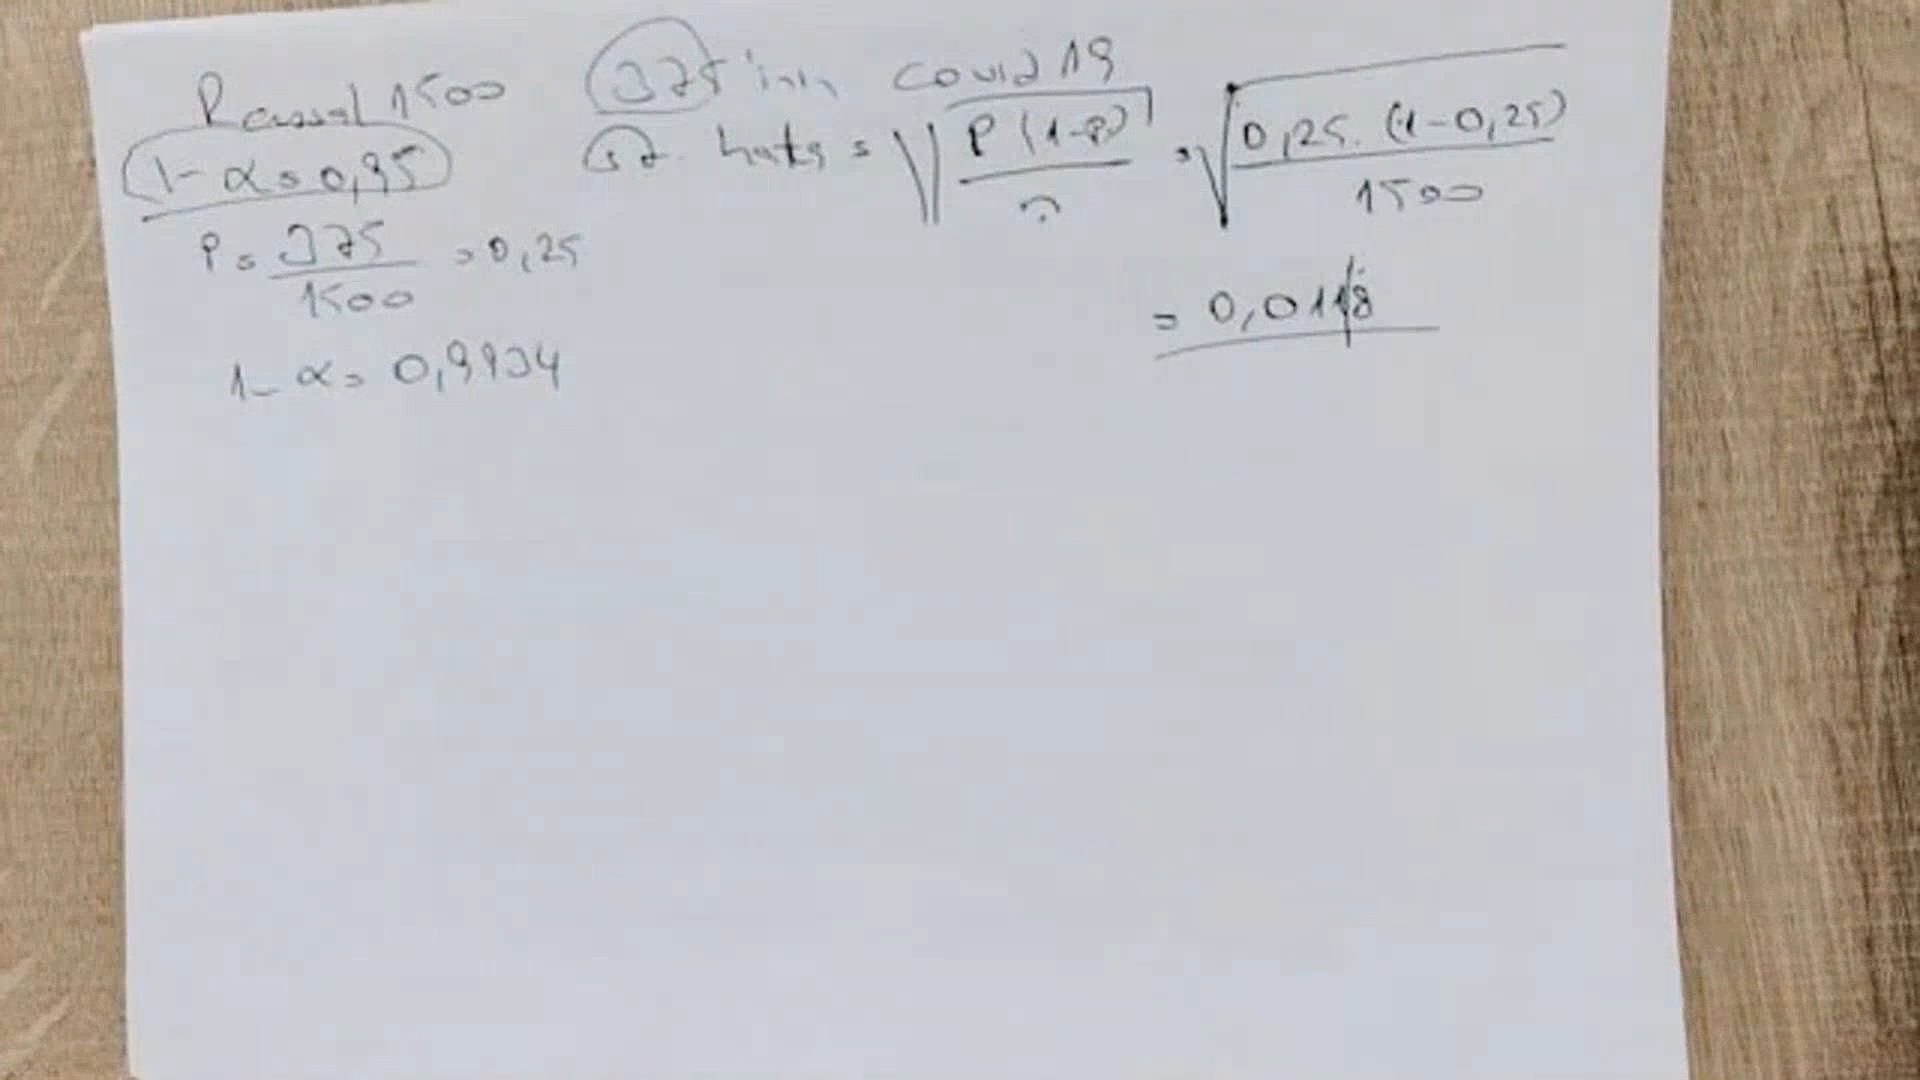 Rassal 1500 375'inin Covid 19
1-α = 0,95
st. hata = √ P(1-P) / n = √ 0,25. (1-0,25) / 1500
P = 375 / 1500 = 0,25
= 0,0118
1-α = 0,9934